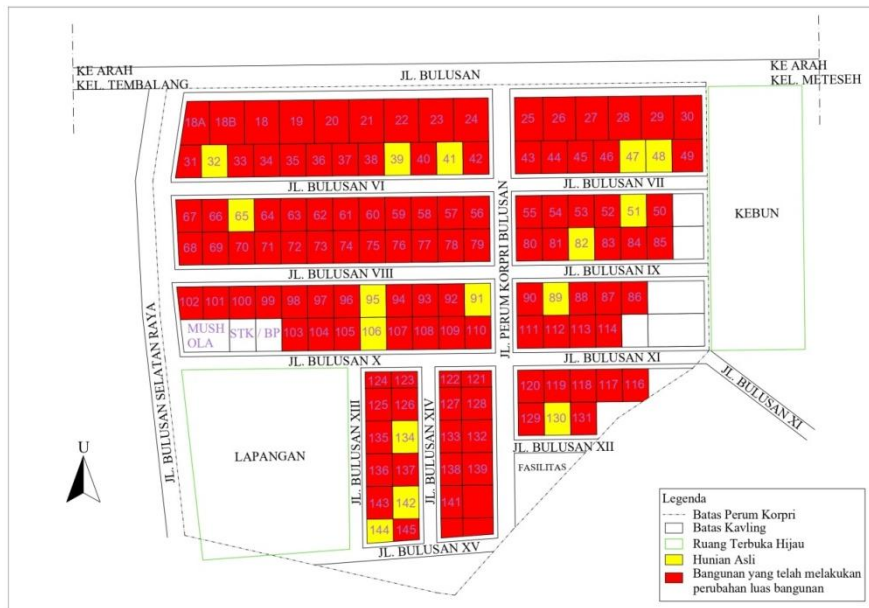 KE ARAH
KEL. TEMBALANG
JL. BULUSAN
KE ARAH
KEL. METESEH
18A 18B 18 19 20 21 22 23 24
25 26 27 28 29 30
31 32 33 34 35 36 37 38 39 40 41 42
43 44 45 46 47 48 49
JL. BULUSAN VI
JL. BULUSAN VII
67 66 65 64 63 62 61 60 59 58 57 56
55 54 53 52 51 50
68 69 70 71 72 73 74 75 76 77 78 79
80 81 82 83 84 85
KEBUN
JL. BULUSAN VIII
JL. BULUSAN IX
JL. PERUM KORPRI BULUSAN
JL. BULUSAN SELATAN RAYA
102 101 100 99 98 97 96 95 94 93 92 91
90 89 88 87 86
MUSH
OLA
STK / BP
103 104 105 106 107 108 109 110
111 112 113 114
JL. BULUSAN X
JL. BULUSAN XI
JL. BULUSAN XI
124 123
122 121
120 119 118 117 116
125 126
127 128
129 130 131
JL. BULUSAN XIII
JL. BULUSAN XIV
135 134
133 132
JL. BULUSAN XII
LAPANGAN
FASILITAS
136 137
138 139
143 142
141
144 145
JL. BULUSAN XV
U
Legenda
Batas Perum Korpri
Batas Kavling
Ruang Terbuka Hijau
Hunian Asli
Bangunan yang telah melakukan
perubahan luas bangunan